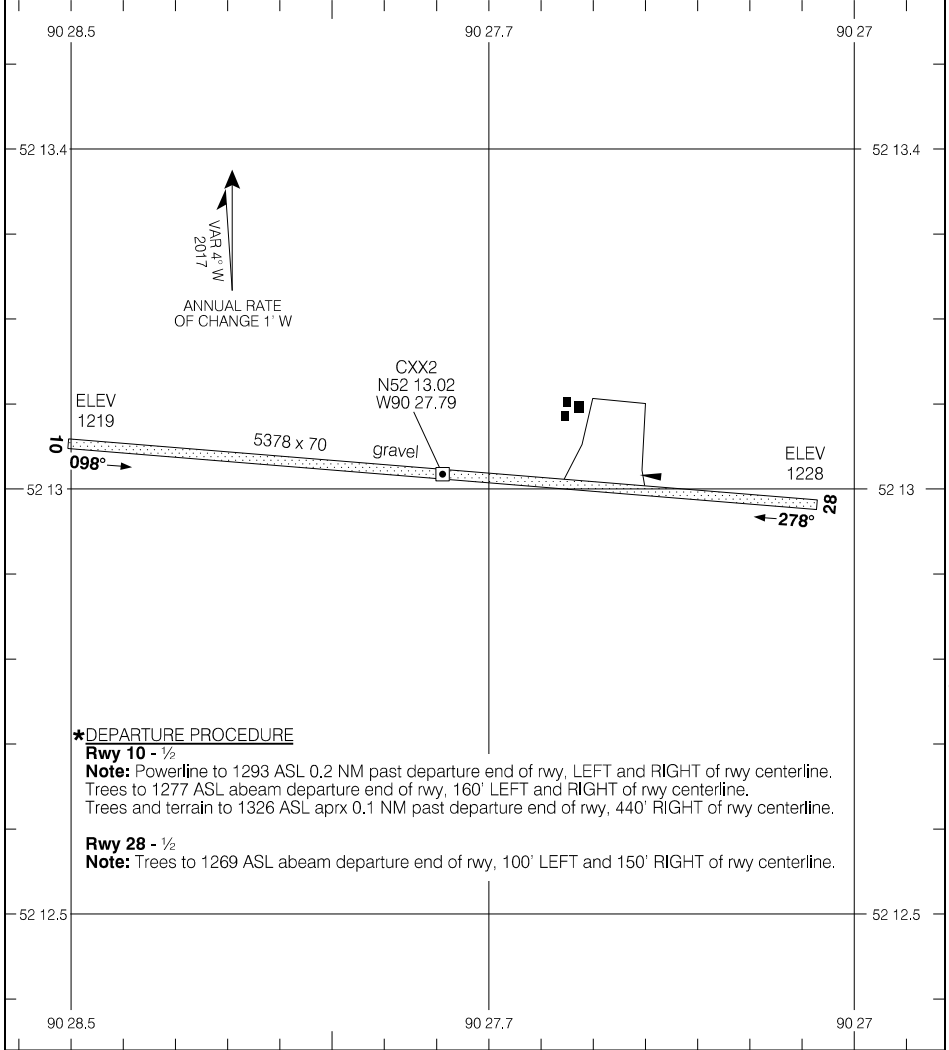 90 28.5
90 27.7
90 27
52 13.4
52 13.4
VAR 4° W
2017
ANNUAL RATE
OF CHANGE 1' W
CXX2
N52 13.02
W90 27.79
ELEV
1219
10
098°
5378 x 70
gravel
ELEV
1228
28
278°
52 13
52 13
*DEPARTURE PROCEDURE
Rwy 10 - ½
Note: Powerline to 1293 ASL 0.2 NM past departure end of rwy, LEFT and RIGHT of rwy centerline.
Trees to 1277 ASL abeam departure end of rwy, 160' LEFT and RIGHT of rwy centerline.
Trees and terrain to 1326 ASL aprx 0.1 NM past departure end of rwy, 440' RIGHT of rwy centerline.
Rwy 28 - ½
Note: Trees to 1269 ASL abeam departure end of rwy, 100' LEFT and 150' RIGHT of rwy centerline.
52 12.5
52 12.5
90 28.5
90 27.7
90 27